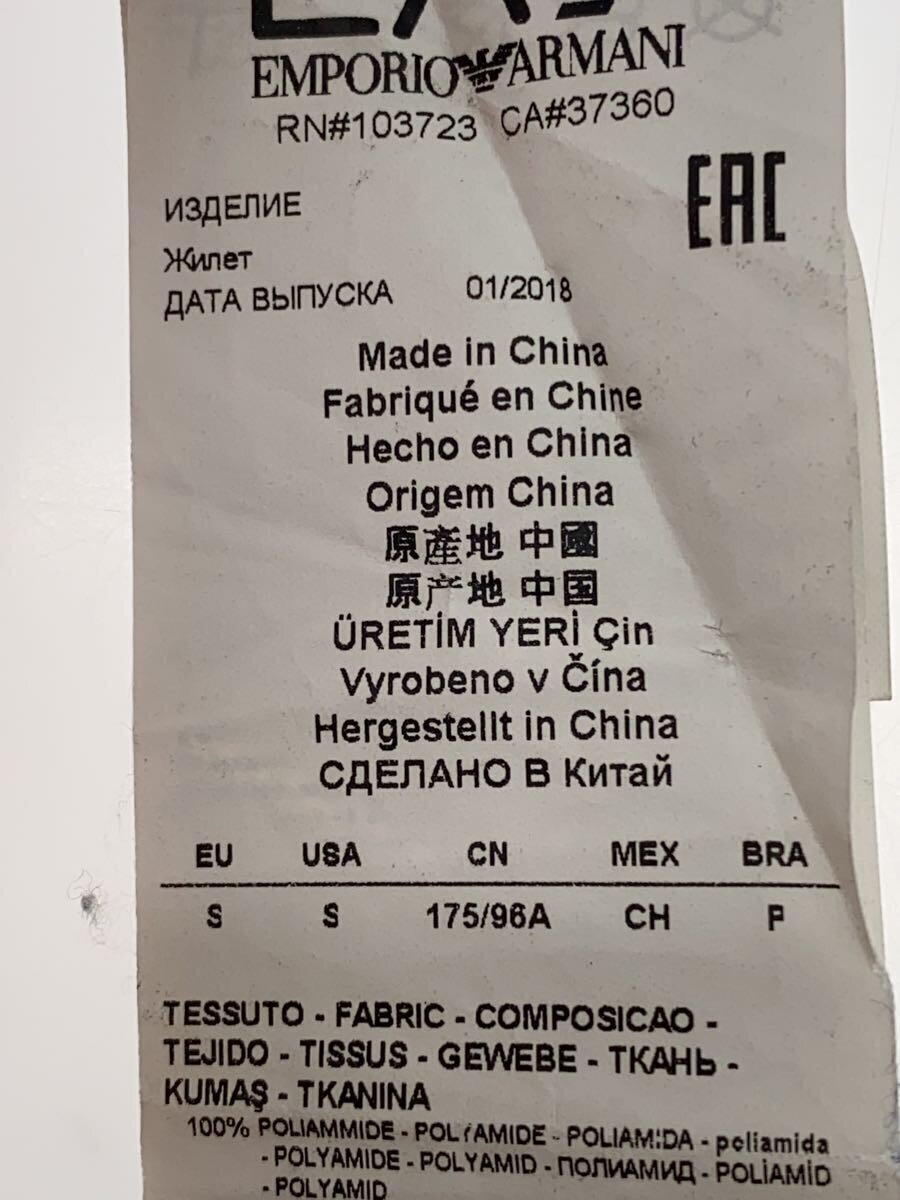 EA7
EMPORIO ARMANI
RN#103723 CA#37360
EAC
ИЗДЕЛИЕ
Жилет
ДАТА ВЫПУСКА 01/2018
Made in China
Fabriqué en Chine
Hecho en China
Origem China
原產地 中國
原产地 中国
ÜRETİM YERİ Çin
Vyrobeno v Čína
Hergestellt in China
СДЕЛАНО В Китай
EU USA CN MEX BRA
S S 175/96A CH P
TESSUTO - FABRIC - COMPOSICAO -
TEJIDO - TISSUS - GEWEBE - ТКАНЬ -
KUMAŞ - TKANINA
100% POLIAMMIDE - POLYAMIDE - POLIAMIDA - poliamida
- POLYAMIDE - POLYAMID - ПОЛИАМИД - POLİAMİD
- POLYAMID